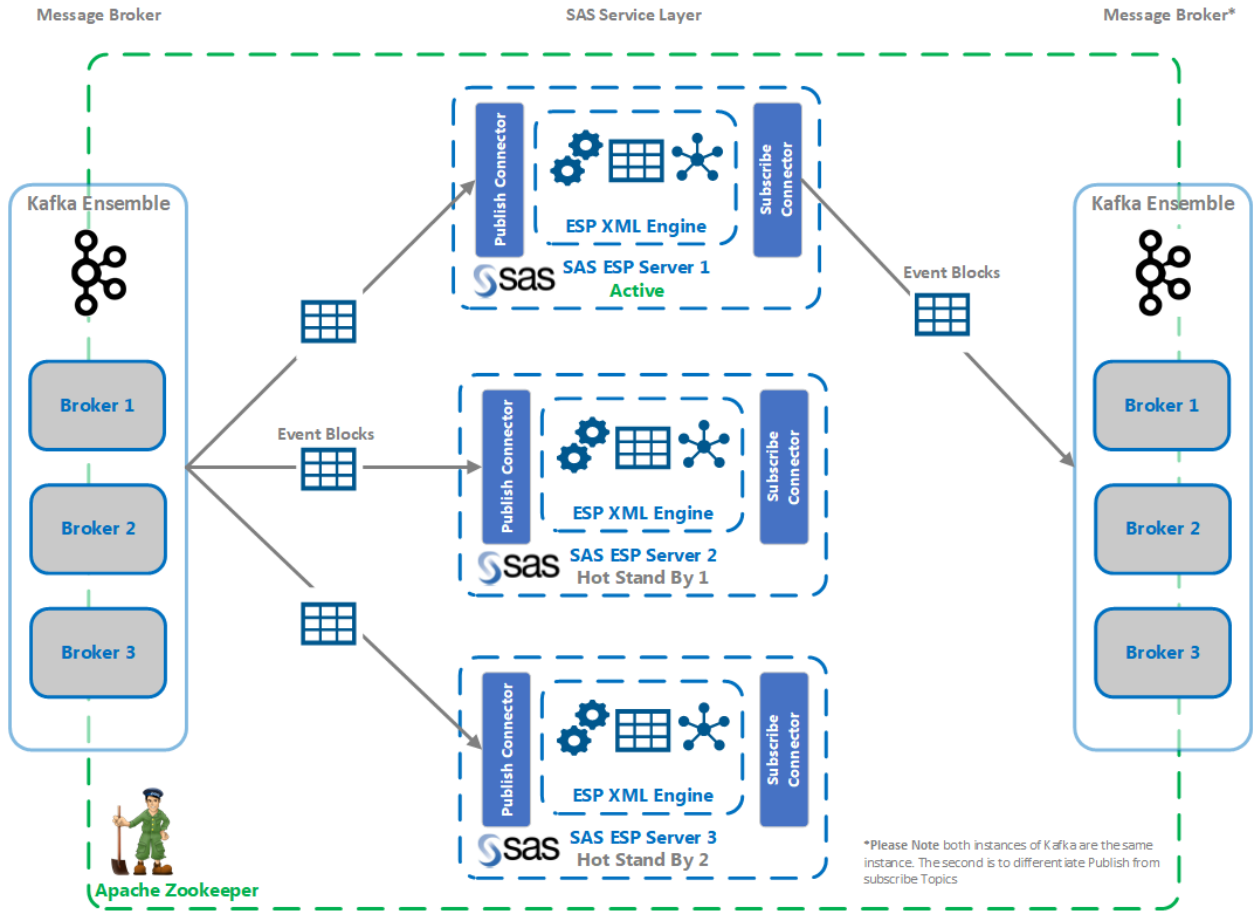 Message Broker
SAS Service Layer
Message Broker*
Kafka Ensemble
Broker 1
Broker 2
Broker 3
Apache Zookeeper
Event Blocks
Publish Connector
ESP XML Engine
Subscribe
Connector
sas
SAS ESP Server 1
Active
Publish Connector
ESP XML Engine
Subscribe
Connector
sas
SAS ESP Server 2
Hot Stand By 1
Publish Connector
ESP XML Engine
Subscribe
Connector
sas
SAS ESP Server 3
Hot Stand By 2
Event Blocks
Kafka Ensemble
Broker 1
Broker 2
Broker 3
*Please Note both instances of Kafka are the same
instance. The second is to differentiate Publish from
subscribe Topics